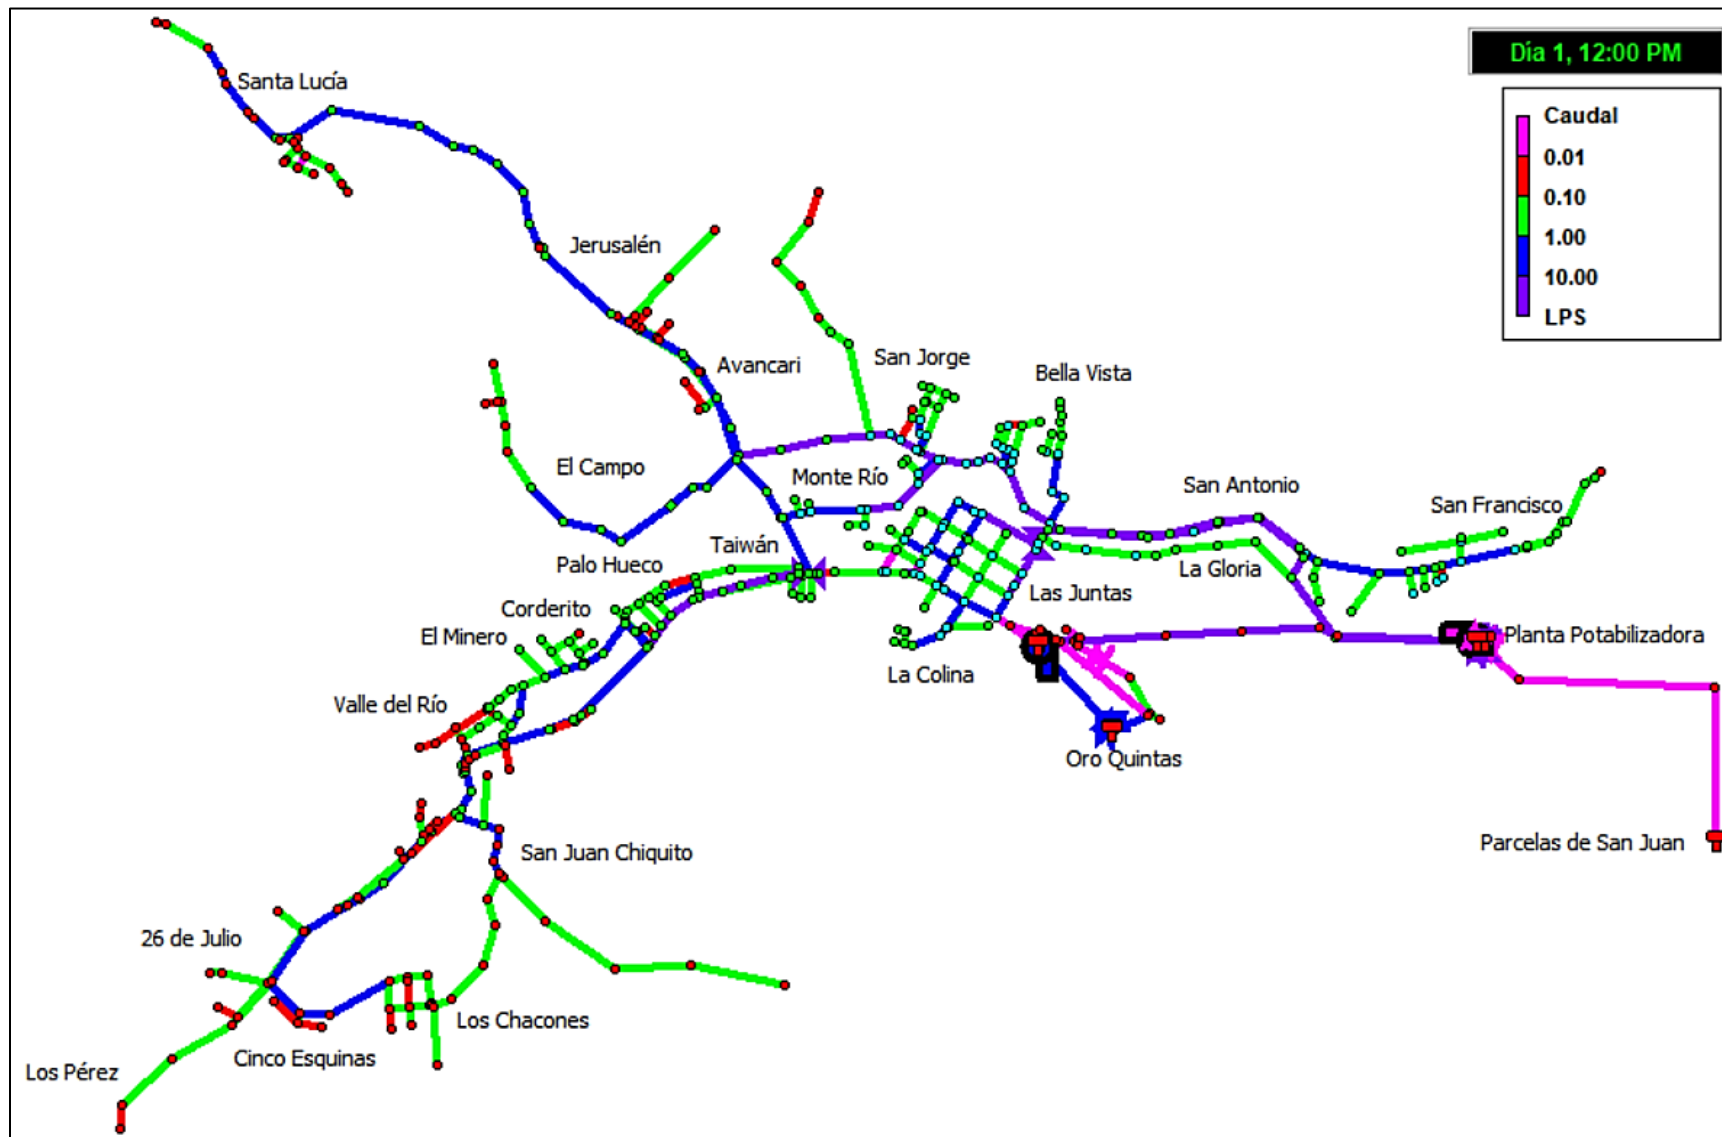 Día 1, 12:00 PM
Caudal
0.01
0.10
1.00
10.00
LPS
Santa Lucía
Jerusalén
Avancari
San Jorge
Bella Vista
El Campo
Monte Río
San Antonio
San Francisco
Taiwán
Palo Hueco
La Gloria
Las Juntas
Corderito
El Minero
Planta Potabilizadora
La Colina
Valle del Río
Oro Quintas
San Juan Chiquito
Parcelas de San Juan
26 de Julio
Los Chacones
Cinco Esquinas
Los Pérez